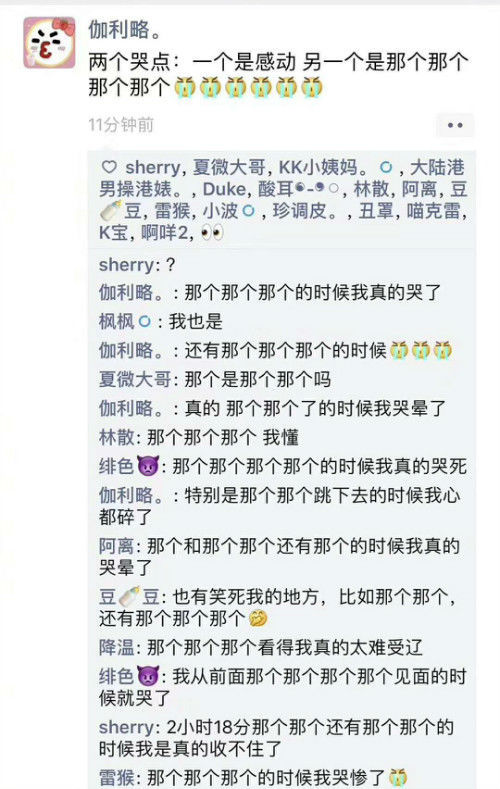 伽利略。
两个哭点：一个是感动 另一个是那个那个
那个那个😭😭😭😭😭😭
11分钟前
sherry, 夏微大哥, KK小姨妈。, 大陆港
男操港婊。, Duke, 酸耳, 林散, 阿离, 豆
🍼豆, 雷猴, 小波, 珍调皮。, 丑罩, 喵克雷,
K宝, 啊咩2, 👀
sherry: ?
伽利略。: 那个那个那个的时候我真的哭了
枫枫: 我也是
伽利略。: 还有那个那个那个的时候😭😭😭
夏微大哥: 那个是那个那个吗
伽利略。: 真的 那个那个了的时候我哭晕了
林散: 那个那个那个 我懂
绯色😈: 那个那个那个那个的时候我真的哭死
伽利略。: 特别是那个那个跳下去的时候我心
都碎了
阿离: 那个和那个那个还有那个的时候我真的
哭晕了
豆🍼豆: 也有笑死我的地方，比如那个那个，
还有那个那个那个🤣
降温: 那个那个那个看得我真的太难受辽
绯色😈: 我从前面那个那个那个那个见面的时
候就哭了
sherry: 2小时18分那个那个还有那个那个的
时候我是真的收不住了
雷猴: 那个那个那个的时候我哭惨了😭